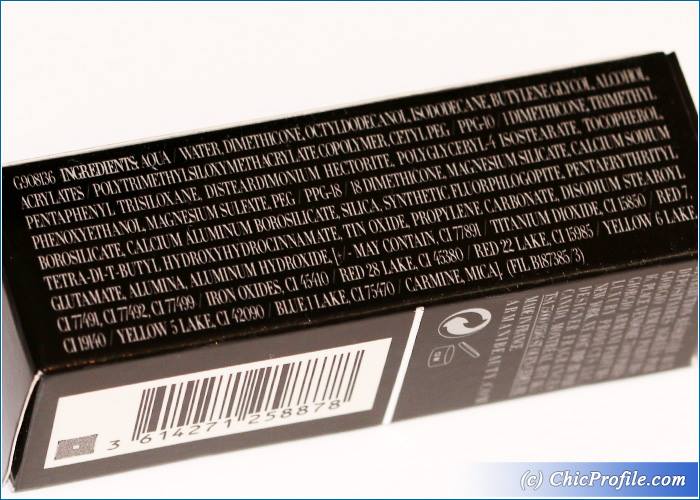 G908136 INGREDIENTS: AQUA / WATER, DIMETHICONE, OCTYLDODECANOL, ISODODECANE, BUTYLENE GLYCOL, ALCOHOL,
ACRYLATES / POLYTRIMETHYLSILOXYMETHACRYLATE COPOLYMER, CETYL PEG / PPG-10 / 1 DIMETHICONE, TRIMETHYL
PENTAPHENYL TRISILOXANE, DISTEARDIMONIUM HECTORITE, POLYGLYCERYL-4 ISOSTEARATE, TOCOPHEROL
PHENOXYETHANOL, MAGNESIUM SULFATE, PEG / PPG-18 / 18 DIMETHICONE, MAGNESIUM SILICATE, CALCIUM SODIUM
BOROSILICATE, CALCIUM ALUMINUM BOROSILICATE, SILICA, SYNTHETIC FLUORPHLOGOPITE, PENTAERYTHRITYL
TETRA-DI-T-BUTYL HYDROXYHYDROCINNAMATE, TIN OXIDE, PROPYLENE CARBONATE, DISODIUM STEAROYL
GLUTAMATE, ALUMINA, ALUMINUM HYDROXIDE, [+ - MAY CONTAIN, CI 77891 / TITANIUM DIOXIDE, CI 15850 / RED 7
CI 77491, CI 77492, CI 77499 / IRON OXIDES, CI 45410 / RED 28 LAKE, CI 45380 / RED 22 LAKE, CI 15985 / YELLOW 6 LAKE,
CI 19140 / YELLOW 5 LAKE, CI 42090 / BLUE 1 LAKE, CI 75470 / CARMINE, MICA]. (FIL B187385/3)
3 614271 258878
(c) ChicProfile.com